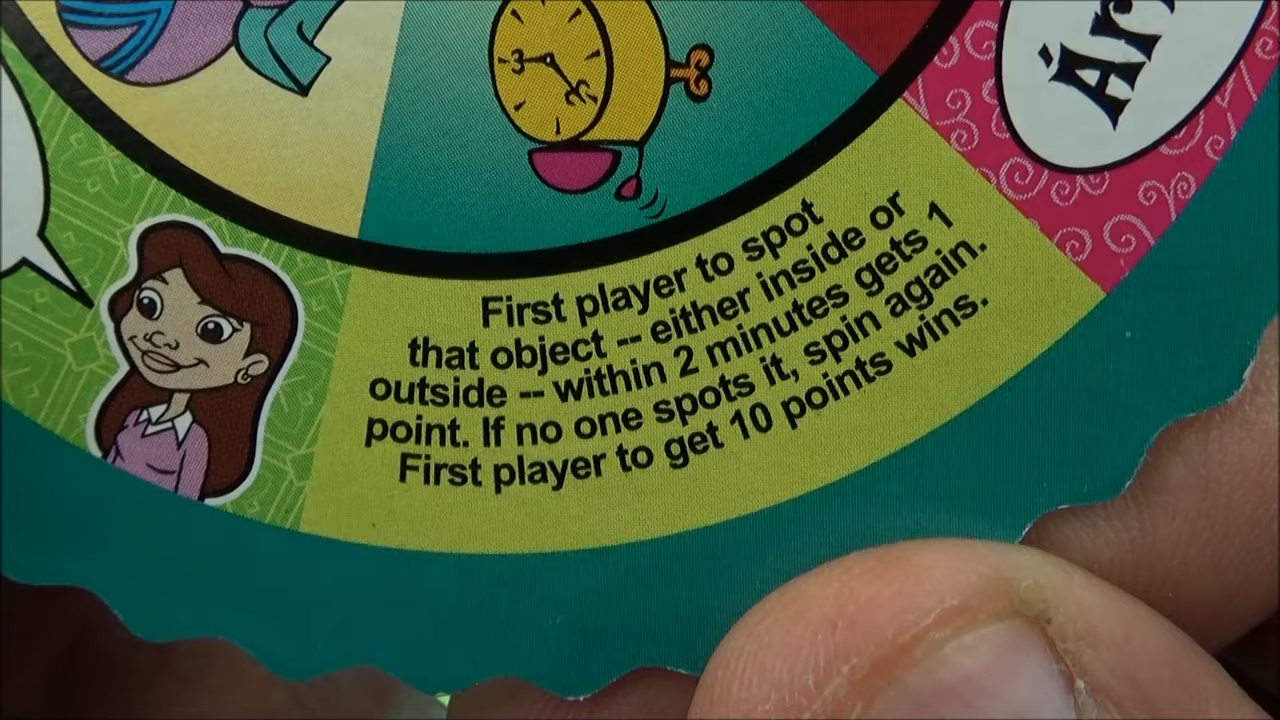 First player to spot
that object -- either inside or
outside -- within 2 minutes gets 1
point. If no one spots it, spin again.
First player to get 10 points wins.